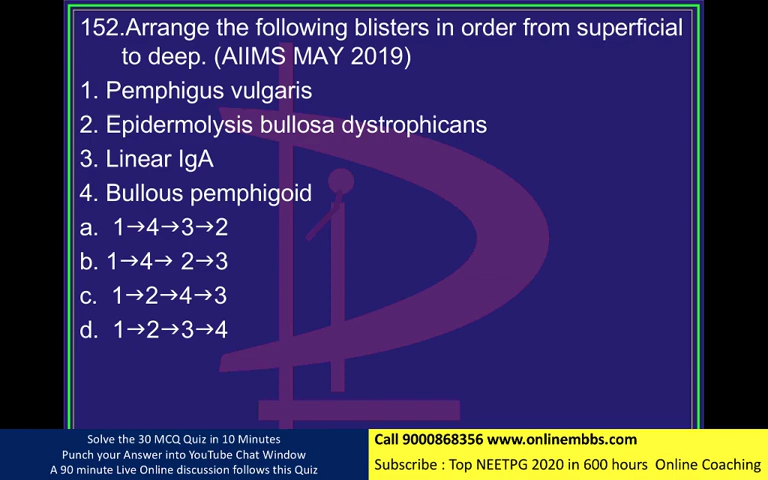 152.Arrange the following blisters in order from superficial
to deep. (AIIMS MAY 2019)
1. Pemphigus vulgaris
2. Epidermolysis bullosa dystrophicans
3. Linear IgA
4. Bullous pemphigoid
a. 1→4→3→2
b. 1→4→ 2→3
c. 1→2→4→3
d. 1→2→3→4
Solve the 30 MCQ Quiz in 10 Minutes
Punch your Answer into YouTube Chat Window
A 90 minute Live Online discussion follows this Quiz
Call 9000868356 www.onlinembbs.com
Subscribe : Top NEETPG 2020 in 600 hours Online Coaching